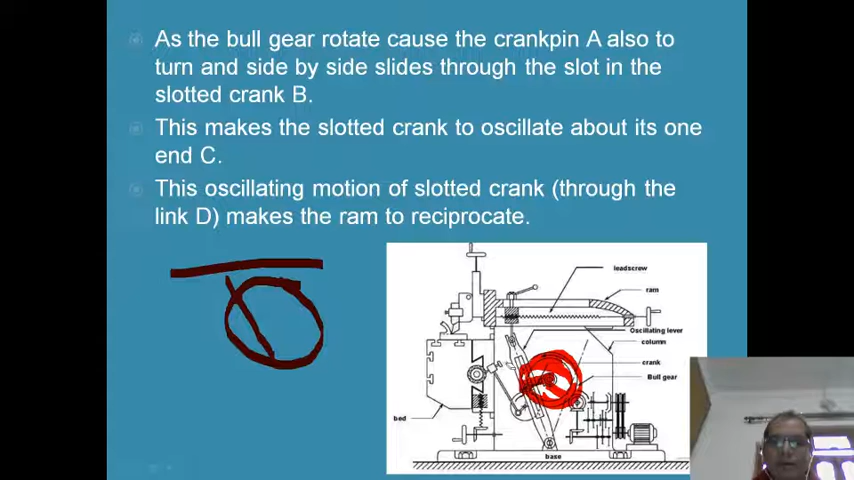 As the bull gear rotate cause the crankpin A also to
turn and side by side slides through the slot in the
slotted crank B.
This makes the slotted crank to oscillate about its one
end C.
This oscillating motion of slotted crank (through the
link D) makes the ram to reciprocate.
leadscrew
ram
Oscillating lever
column
crank
Bull gear
bed
base